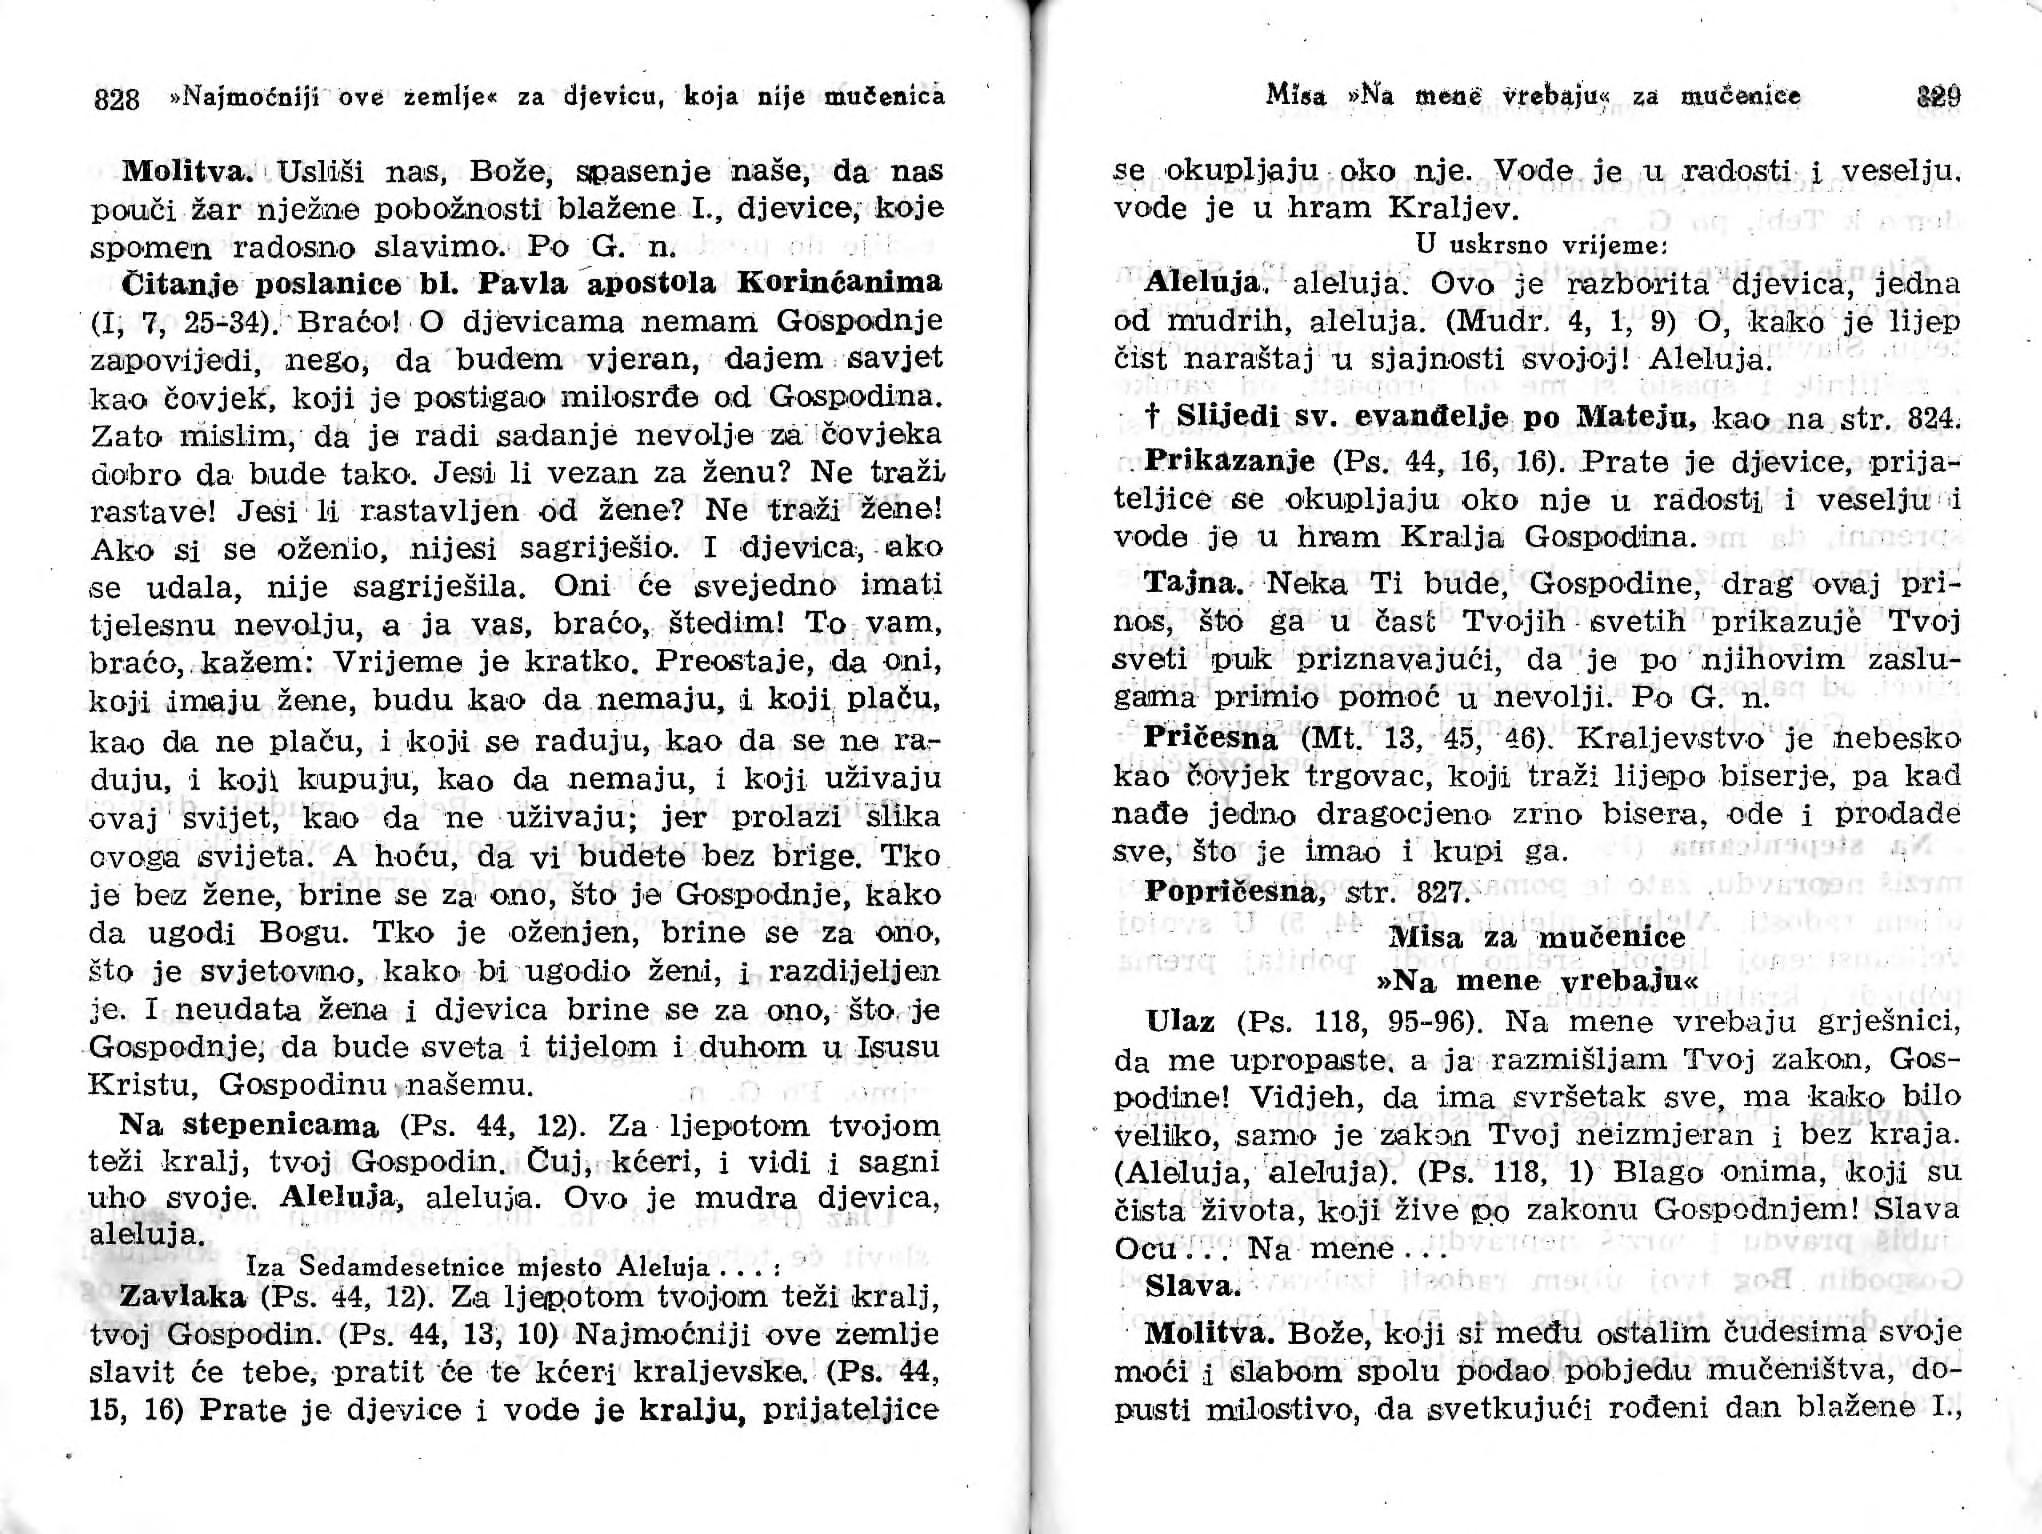 828 »Najmoćniji ove zemlje« za djevicu, koja nije mučenica
Molitva. Usliši nas, Bože, spasenje naše, da nas
pouči žar nježne pobožnosti blažene I., djevice, koje
spomen radosno slavimo. Po G. n.
Čitanje poslanice bl. Pavla apostola Korinćanima
(I, 7, 25-34). Braćo! O djevicama nemam Gospodnje
zapovijedi, nego, da budem vjeran, dajem savjet
kao čovjek, koji je postigao milosrđe od Gospodina.
Zato mislim, da je radi sadanje nevolje za čovjeka
dobro da bude tako. Jesi li vezan za ženu? Ne traži
rastave! Jesi li rastavljen od žene? Ne traži žene!
Ako si se oženio, nijesi sagriješio. I djevica, ako
se udala, nije sagriješila. Oni će svejedno imati
tjelesnu nevolju, a ja vas, braćo, štedim! To vam,
braćo, kažem: Vrijeme je kratko. Preostaje, da oni,
koji imaju žene, budu kao da nemaju, i koji plaču,
kao da ne plaču, i koji se raduju, kao da se ne ra-
duju, i koji kupuju, kao da nemaju, i koji uživaju
ovaj svijet, kao da ne uživaju; jer prolazi slika
ovoga svijeta. A hoću, da vi budete bez brige. Tko
je bez žene, brine se za ono, što je Gospodnje, kako
da ugodi Bogu. Tko je oženjen, brine se za ono,
što je svjetovno, kako bi ugodio ženi, i razdijeljen
je. I neudata žena i djevica brine se za ono, što je
Gospodnje, da bude sveta i tijelom i duhom u Isusu
Kristu, Gospodinu našemu.
Na stepenicama (Ps. 44, 12). Za ljepotom tvojom
teži kralj, tvoj Gospodin. Čuj, kćeri, i vidi i sagni
uho svoje. Aleluja, aleluja. Ovo je mudra djevica,
aleluja.
Iza Sedamdesetnice mjesto Aleluja . . . :
Zavlaka (Ps. 44, 12). Za ljepotom tvojom teži kralj,
tvoj Gospodin. (Ps. 44, 13, 10) Najmoćniji ove zemlje
slavit će tebe, pratit će te kćeri kraljevske. (Ps. 44,
15, 16) Prate je djevice i vode je kralju, prijateljice
Misa »Na mene vrebaju« za mučenice 829
se okupljaju oko nje. Vode je u radosti i veselju,
vode je u hram Kraljev.
U uskrsno vrijeme:
Aleluja, aleluja. Ovo je razborita djevica, jedna
od mudrih, aleluja. (Mudr. 4, 1, 9) O, kako je lijep
čist naraštaj u sjajnosti svojoj! Aleluja.
† Slijedi sv. evanđelje po Mateju, kao na str. 824.
Prikazanje (Ps. 44, 16, 16). Prate je djevice, prija-
teljice se okupljaju oko nje u radosti i veselju i
vode je u hram Kralja Gospodina.
Tajna. Neka Ti bude, Gospodine, drag ovaj pri-
nos, što ga u čast Tvojih svetih prikazuje Tvoj
sveti puk priznavajući, da je po njihovim zaslu-
gama primio pomoć u nevolji. Po G. n.
Pričesna (Mt. 13, 45, 46). Kraljevstvo je nebesko
kao čovjek trgovac, koji traži lijepo biserje, pa kad
nađe jedno dragocjeno zrno bisera, ode i prodade
sve, što je imao i kupi ga.
Popričesna, str. 827.
Misa za mučenice
»Na mene vrebaju«
Ulaz (Ps. 118, 95-96). Na mene vrebaju grješnici,
da me upropaste, a ja razmišljam Tvoj zakon, Gos-
podine! Vidjeh, da ima svršetak sve, ma kako bilo
veliko, samo je zakon Tvoj neizmjeran i bez kraja.
(Aleluja, aleluja). (Ps. 118, 1) Blago onima, koji su
čista života, koji žive po zakonu Gospodnjem! Slava
Ocu . . . Na mene . . .
Slava.
Molitva. Bože, koji si među ostalim čudesima svoje
moći i slabom spolu podao pobjedu mučeništva, do-
pusti milostivo, da svetkujući rođeni dan blažene I.,